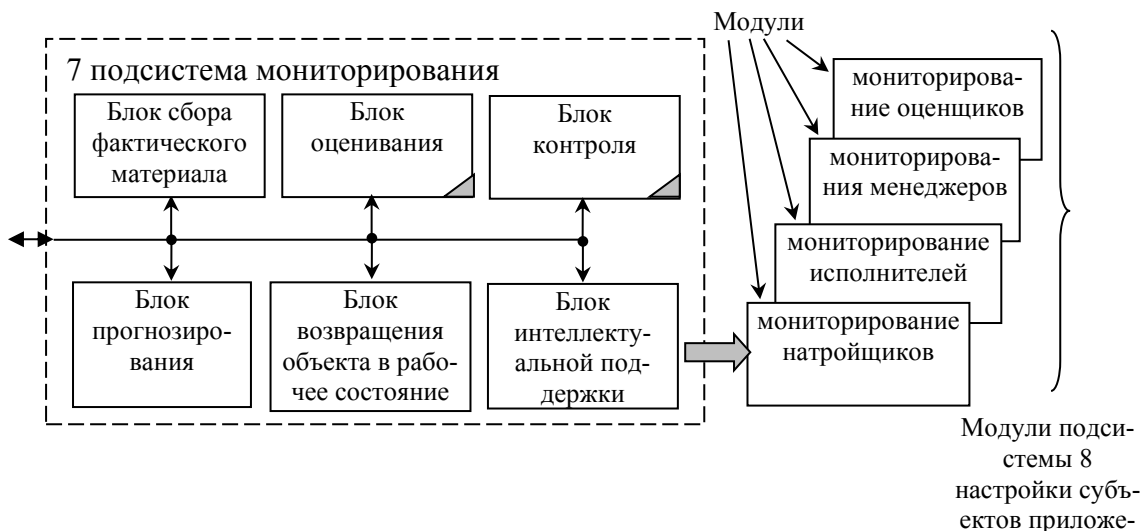 Модули
7 подсистема мониторирования
Блок сбора
фактического
материала
Блок
оценивания
Блок
контроля
Блок
прогнозиро-
вания
Блок
возвращения
объекта в рабо-
чее состояние
Блок
интеллекту-
альной под-
держки
мониторирова-
ние оценщиков
мониторирова-
ния менеджеров
мониторирование
исполнителей
мониторирование
натройщиков
Модули подси-
стемы 8
настройки субъ-
ектов приложе-